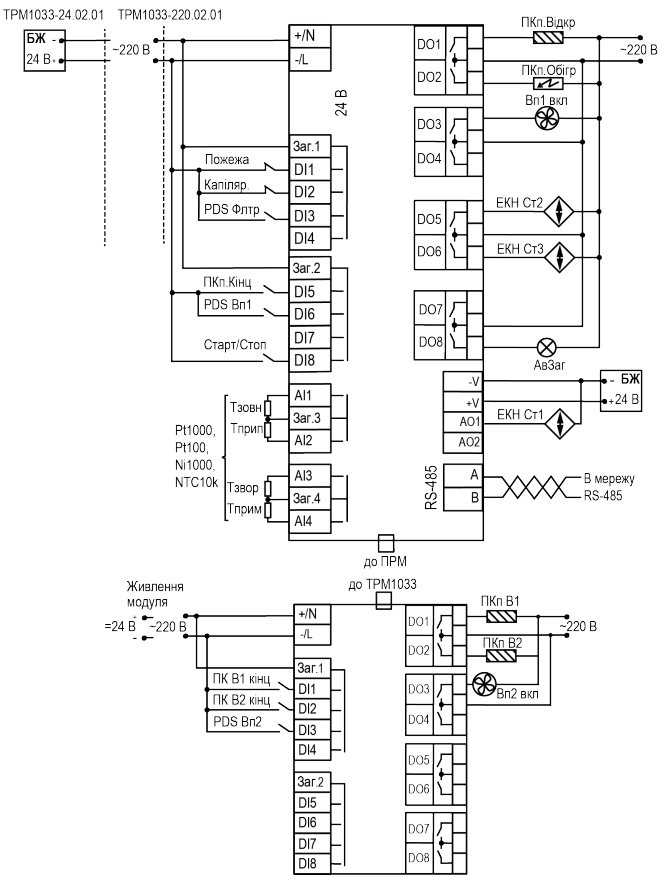 ТРМ1033-24.02.01 ТРМ1033-220.02.01
БЖ -
24 В+
~220 В
+/N
-/L
24 В
Заг.1
Пожежа DI1
Капіляр. DI2
PDS Флтр DI3
DI4
Заг.2
ПКп.Кінц DI5
PDS Вп1 DI6
DI7
Старт/Стоп DI8
AI1
Тзовн
Заг.3
Тприп
AI2
Pt1000,
Pt100,
Ni1000,
NTC10k
AI3
Тзвор
Заг.4
Тприм
AI4
DO1 ПКп.Відкр
~220 В
DO2 ПКп.Обігр
DO3 Вп1 вкл
DO4
DO5 ЕКН Ст2
DO6 ЕКН Ст3
DO7
DO8
АвЗаг
-V - БЖ
+V +24 В
AO1 ЕКН Ст1
AO2
RS-485
A В мережу
B RS-485
до ПРМ
до ТРМ1033
Живлення
модуля
+
=24 В ~220 В
-
+/N
-/L
Заг.1
ПК В1 кінц DI1
ПК В2 кінц DI2
PDS Вп2 DI3
DI4
Заг.2
DI5
DI6
DI7
DI8
DO1 ПКп В1
~220 В
DO2 ПКп В2
DO3 Вп2 вкл
DO4
DO5
DO6
DO7
DO8